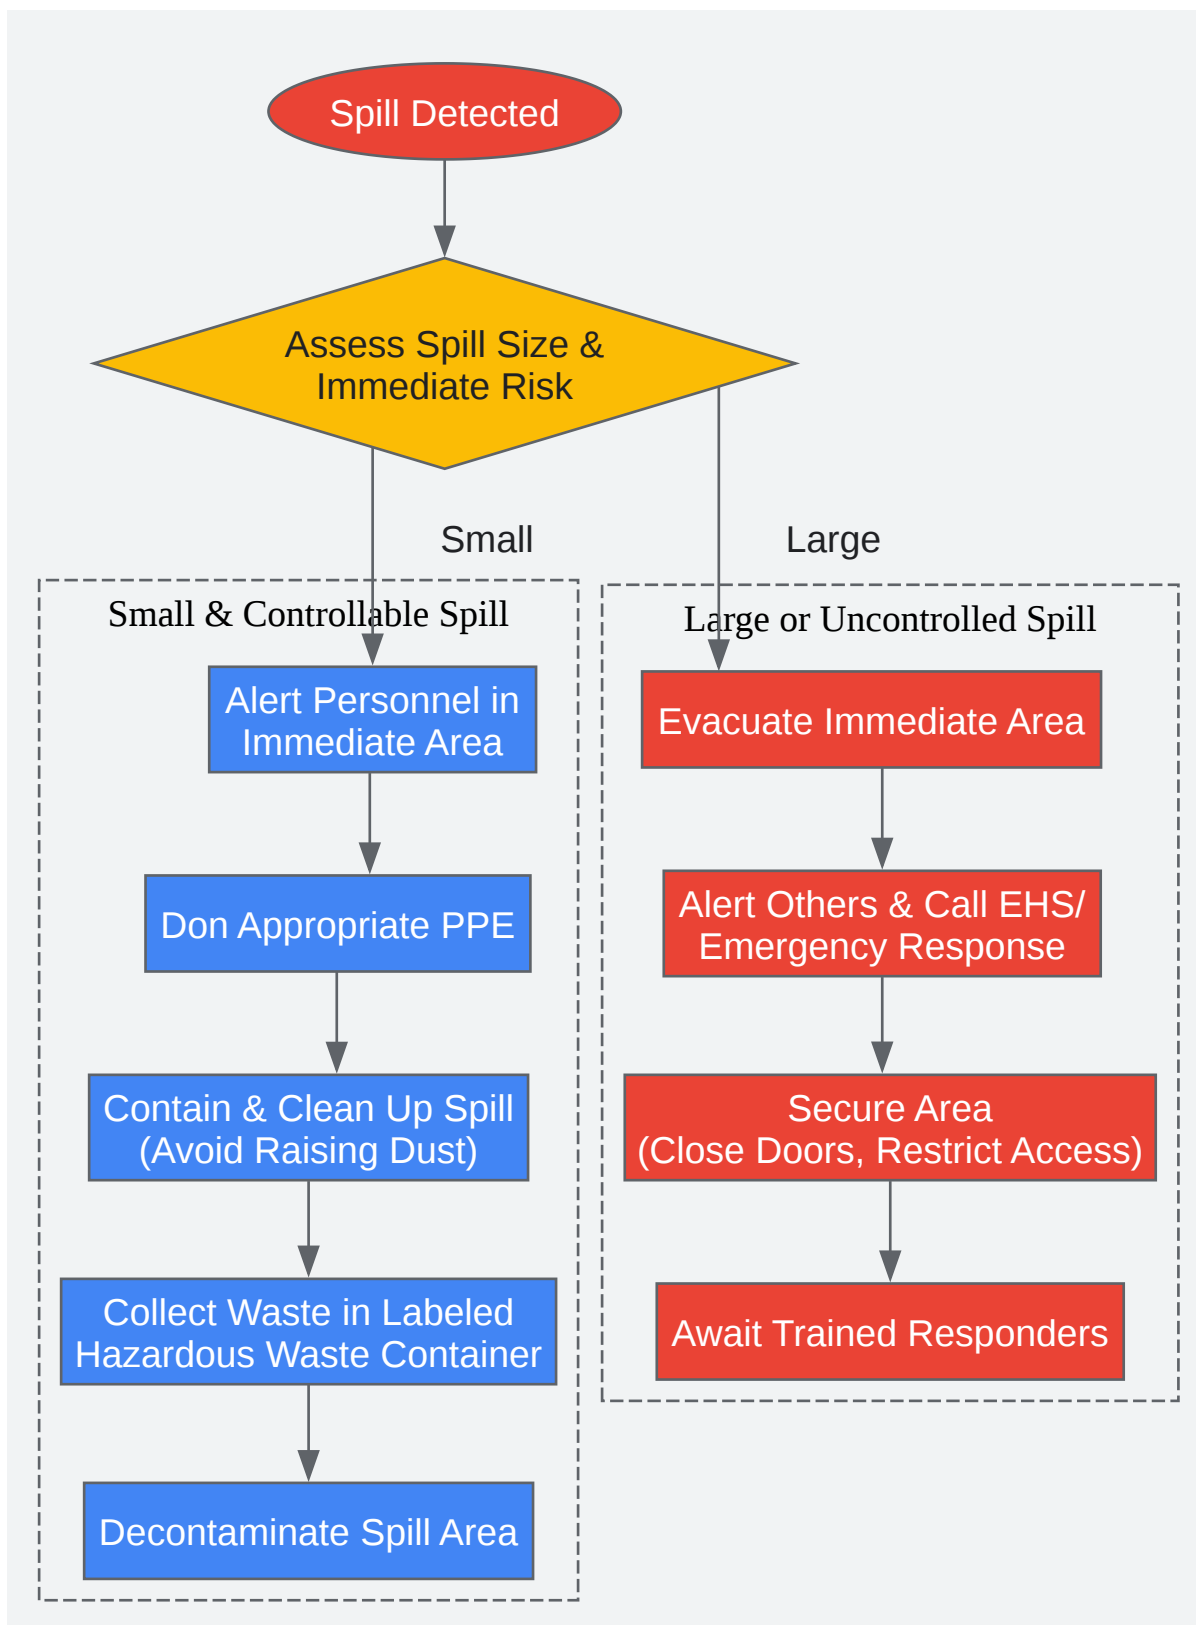 Spill Detected
Assess Spill Size &
Immediate Risk
Small
Large
Small & Controllable Spill
Alert Personnel in
Immediate Area
Don Appropriate PPE
Contain & Clean Up Spill
(Avoid Raising Dust)
Collect Waste in Labeled
Hazardous Waste Container
Decontaminate Spill Area
Large or Uncontrolled Spill
Evacuate Immediate Area
Alert Others & Call EHS/
Emergency Response
Secure Area
(Close Doors, Restrict Access)
Await Trained Responders